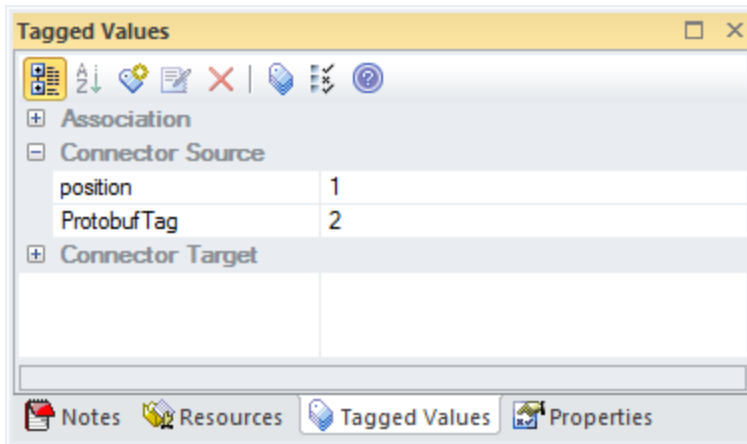 Tagged Values
Association
Connector Source
position 1
ProtobufTag 2
Connector Target
Notes Resources Tagged Values Properties